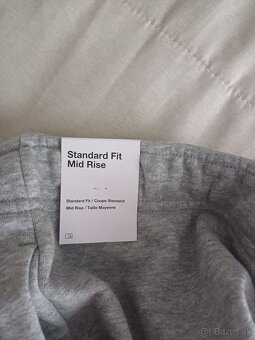 Standard Fit
Mid Rise
Standard Fit / Coupe Standard
Mid Rise / Taille Moyenne